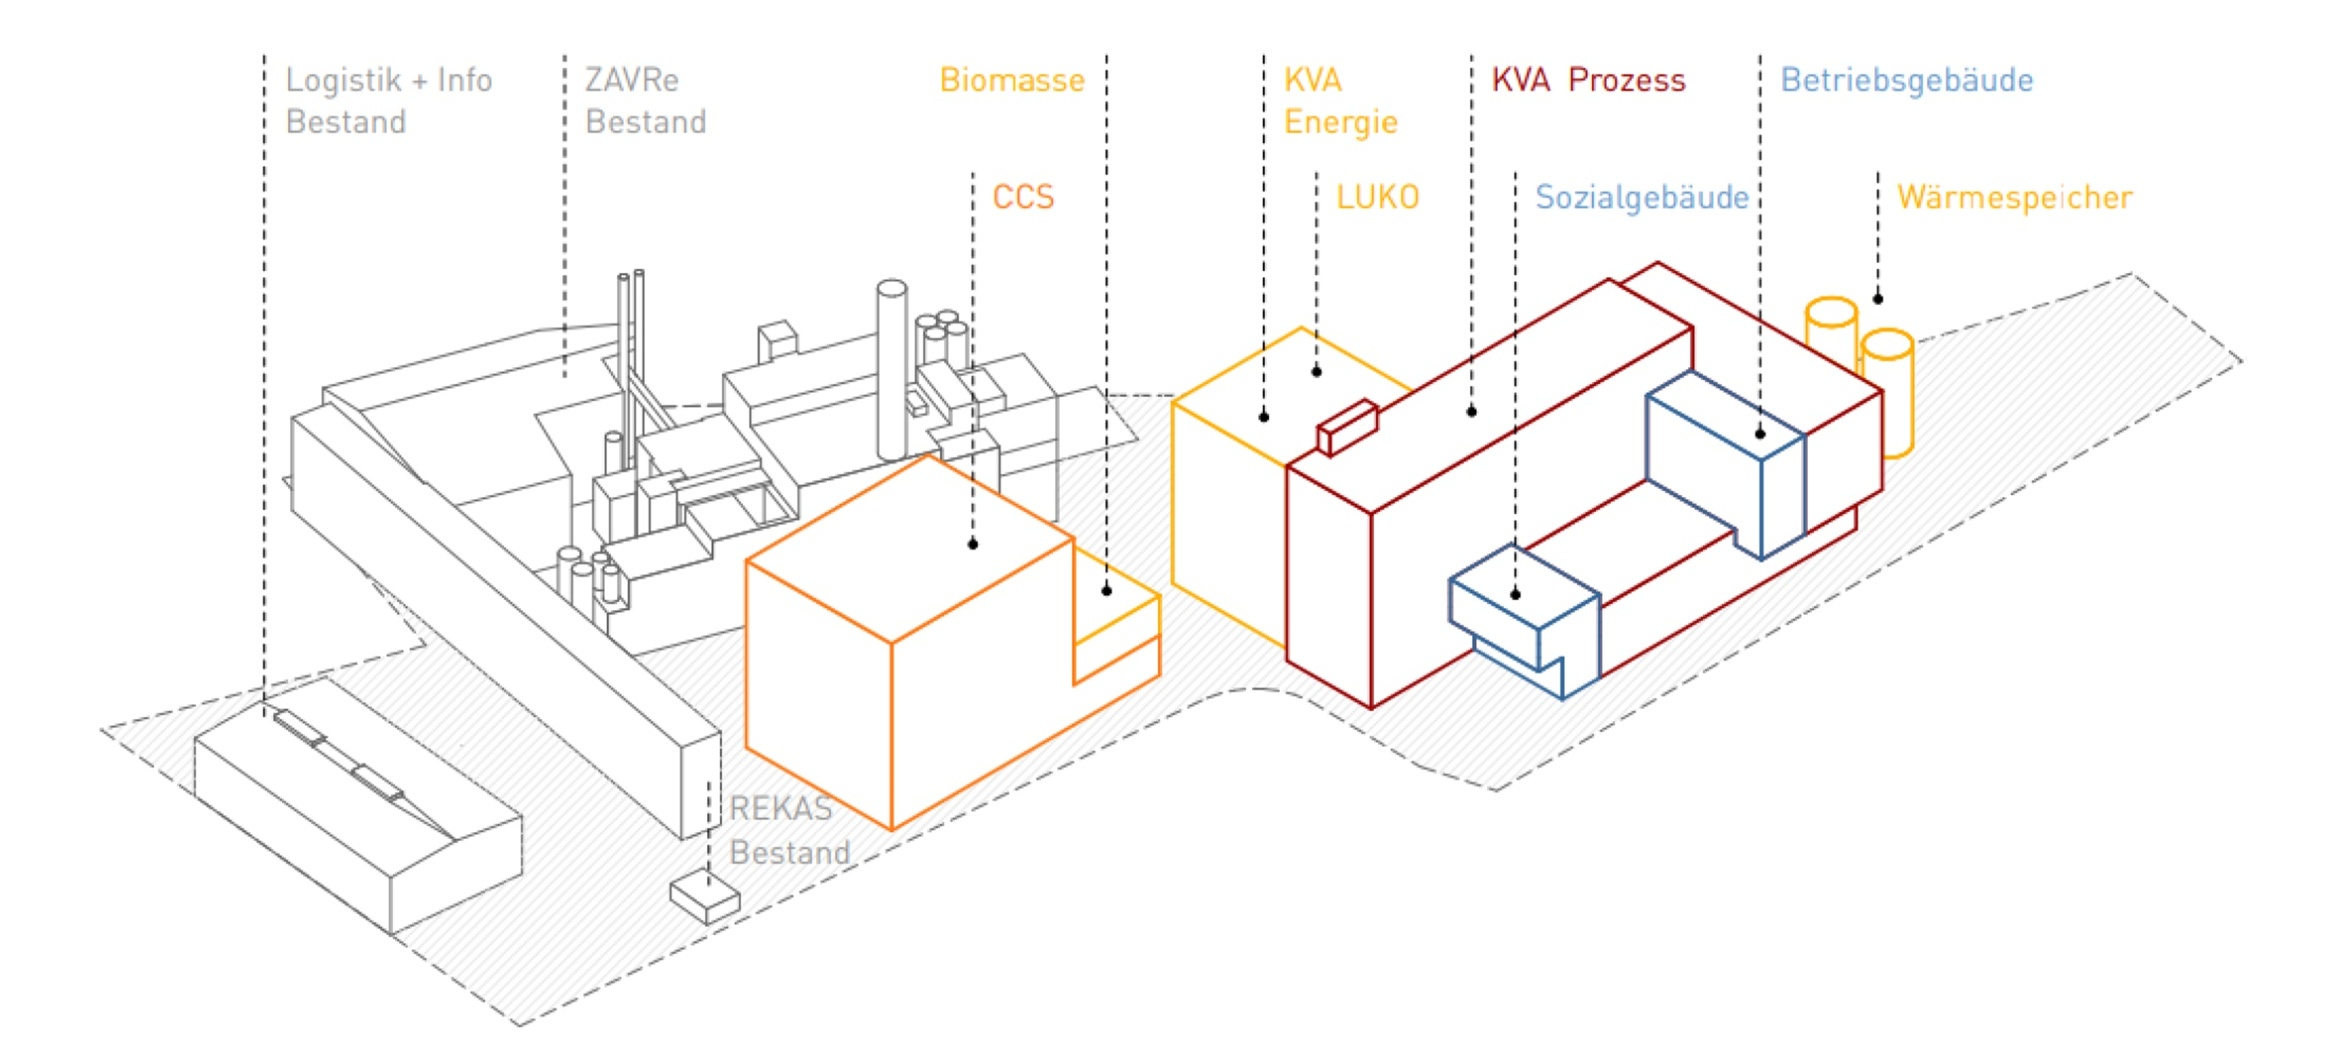 Logistik + Info
Bestand
ZAVRe
Bestand
Biomasse
KVA
Energie
KVA Prozess
Betriebsgebäude
CCS
LUKO
Sozialgebäude
Wärmespeicher
REKAS
Bestand